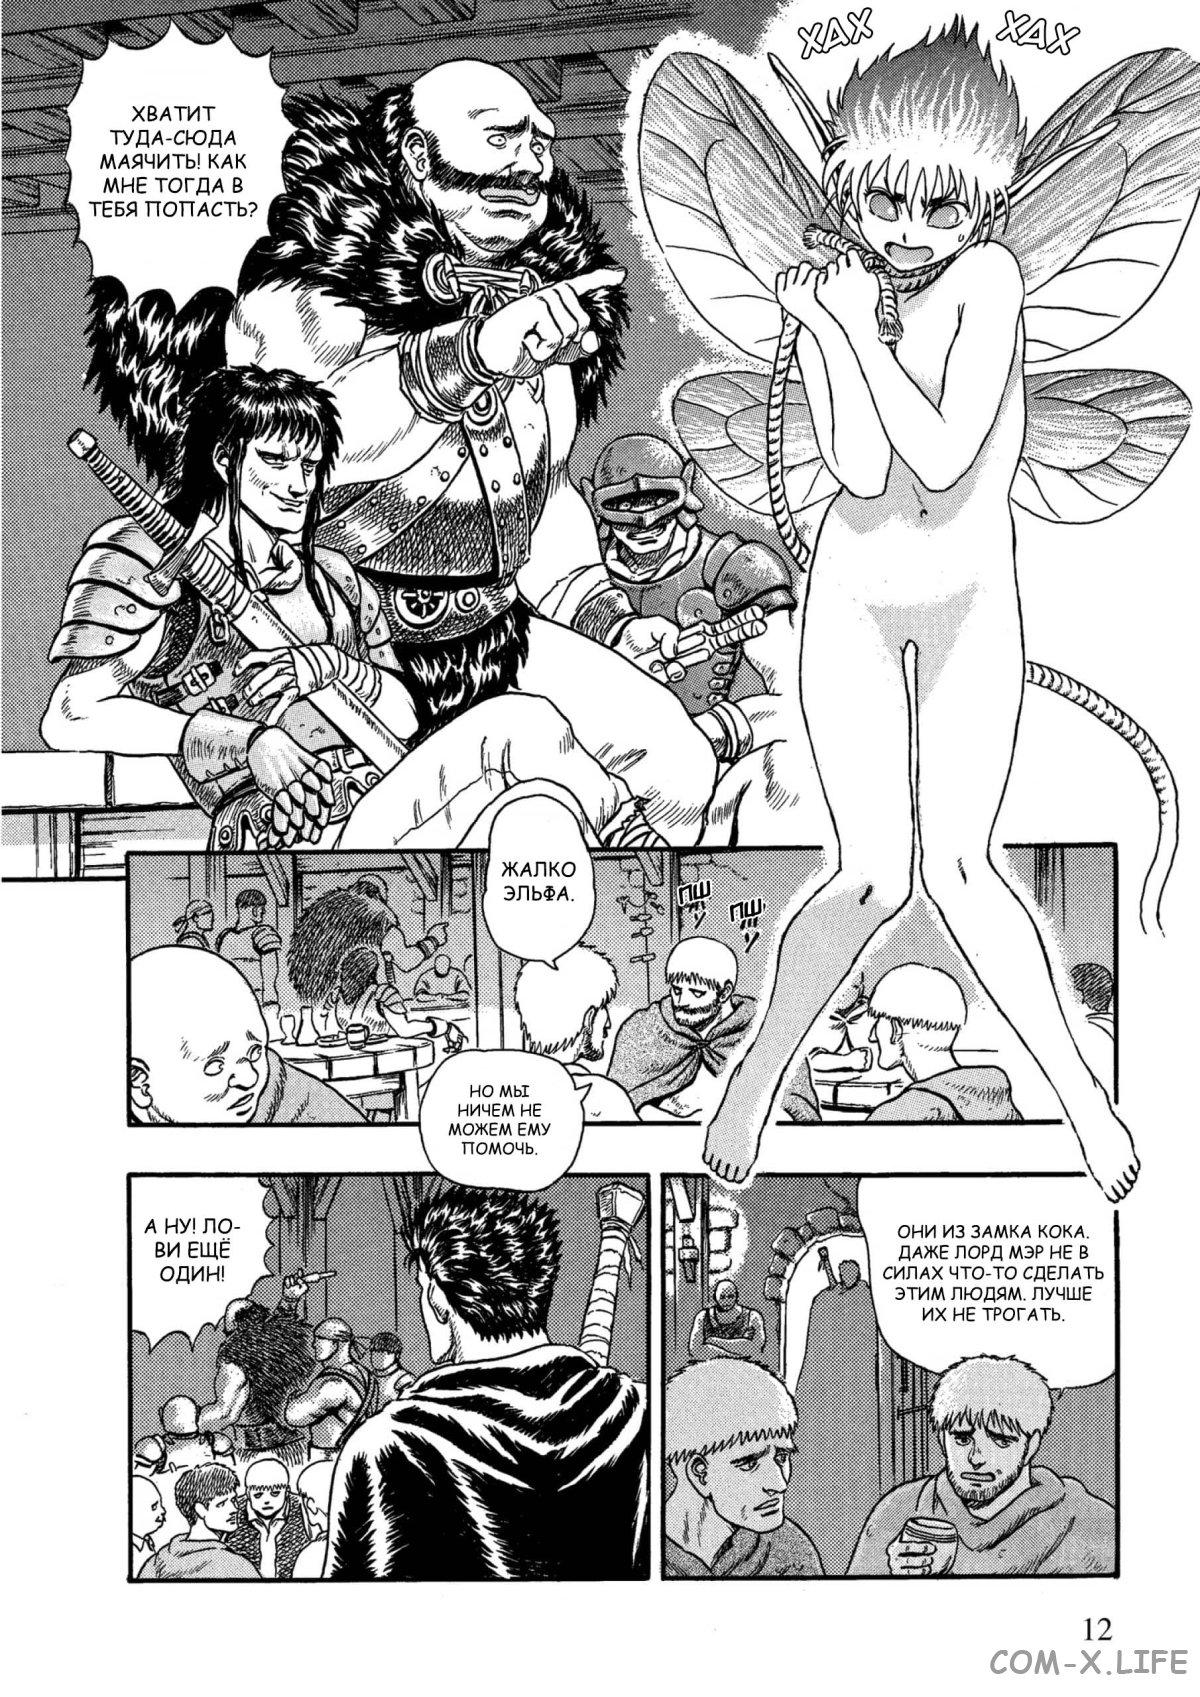 ХВАТИТ
ТУДА-СЮДА
МАЯЧИТЬ! КАК
МНЕ ТОГДА В
ТЕБЯ ПОПАСТЬ?
ХАХ
ХАХ
ЖАЛКО
ЭЛЬФА.
ПШ
ПШ
НО МЫ
НИЧЕМ НЕ
МОЖЕМ ЕМУ
ПОМОЧЬ.
А НУ! ЛО-
ВИ ЕЩЁ
ОДИН!
ОНИ ИЗ ЗАМКА КОКА.
ДАЖЕ ЛОРД МЭР НЕ В
СИЛАХ ЧТО-ТО СДЕЛАТЬ
ЭТИМ ЛЮДЯМ. ЛУЧШЕ
ИХ НЕ ТРОГАТЬ.
12
COM-X.LIFE